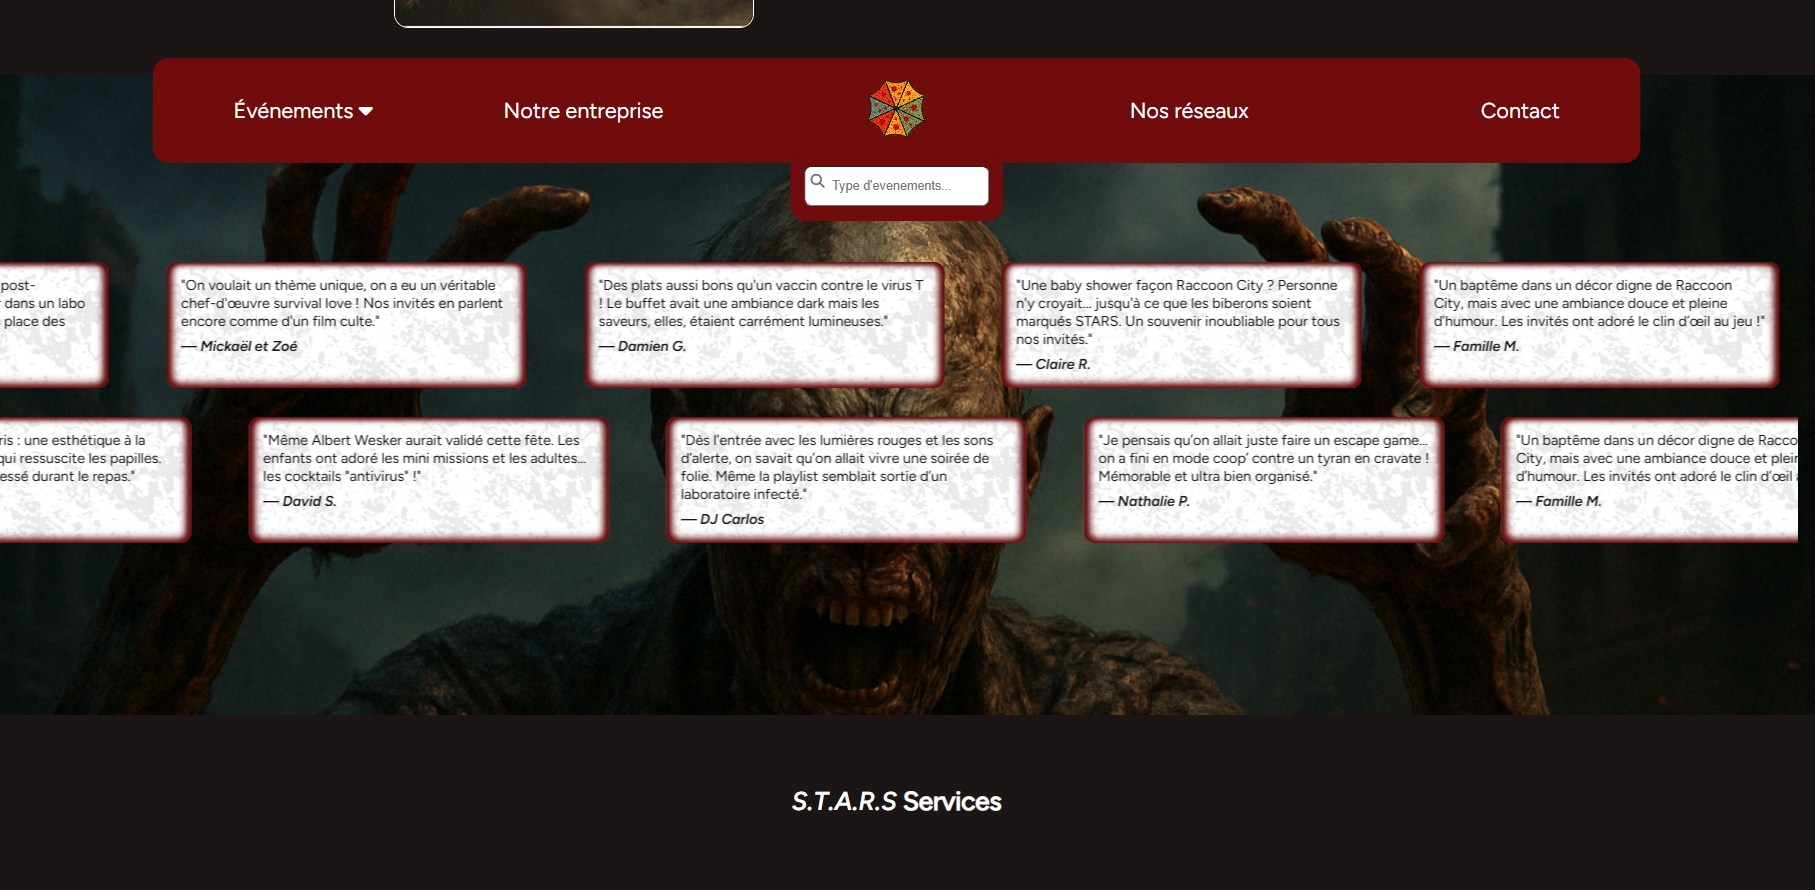 Événements
Notre entreprise
Nos réseaux
Contact
Type d'evenements...
post-
dans un labo
place des
"On voulait un thème unique, on a eu un véritable
chef-d'œuvre survival love ! Nos invités en parlent
encore comme d'un film culte."
— Mickaël et Zoé
"Des plats aussi bons qu'un vaccin contre le virus T
! Le buffet avait une ambiance dark mais les
saveurs, elles, étaient carrément lumineuses."
— Damien G.
"Une baby shower façon Raccoon City ? Personne
n'y croyait... jusqu'à ce que les biberons soient
marqués STARS. Un souvenir inoubliable pour tous
nos invités."
— Claire R.
"Un baptême dans un décor digne de Raccoon
City, mais avec une ambiance douce et pleine
d’humour. Les invités ont adoré le clin d’œil au jeu !"
— Famille M.
ris : une esthétique à la
qui ressuscite les papilles.
essé durant le repas."
"Même Albert Wesker aurait validé cette fête. Les
enfants ont adoré les mini missions et les adultes...
les cocktails "antivirus" !"
— David S.
"Dès l’entrée avec les lumières rouges et les sons
d’alerte, on savait qu’on allait vivre une soirée de
folie. Même la playlist semblait sortie d’un
laboratoire infecté."
— DJ Carlos
"Je pensais qu’on allait juste faire un escape game...
on a fini en mode coop’ contre un tyran en cravate !
Mémorable et ultra bien organisé."
— Nathalie P.
"Un baptême dans un décor digne de Racco
City, mais avec une ambiance douce et plei
d’humour. Les invités ont adoré le clin d’œil
— Famille M.
S.T.A.R.S Services